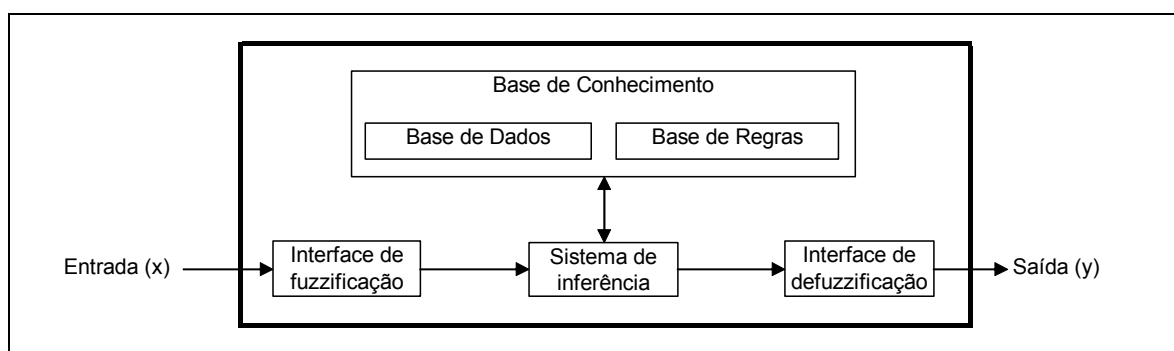 Base de Conhecimento
Base de Dados
Base de Regras
Entrada (x)
Interface de
fuzzificação
Sistema de
inferência
Interface de
defuzzificação
Saída (y)